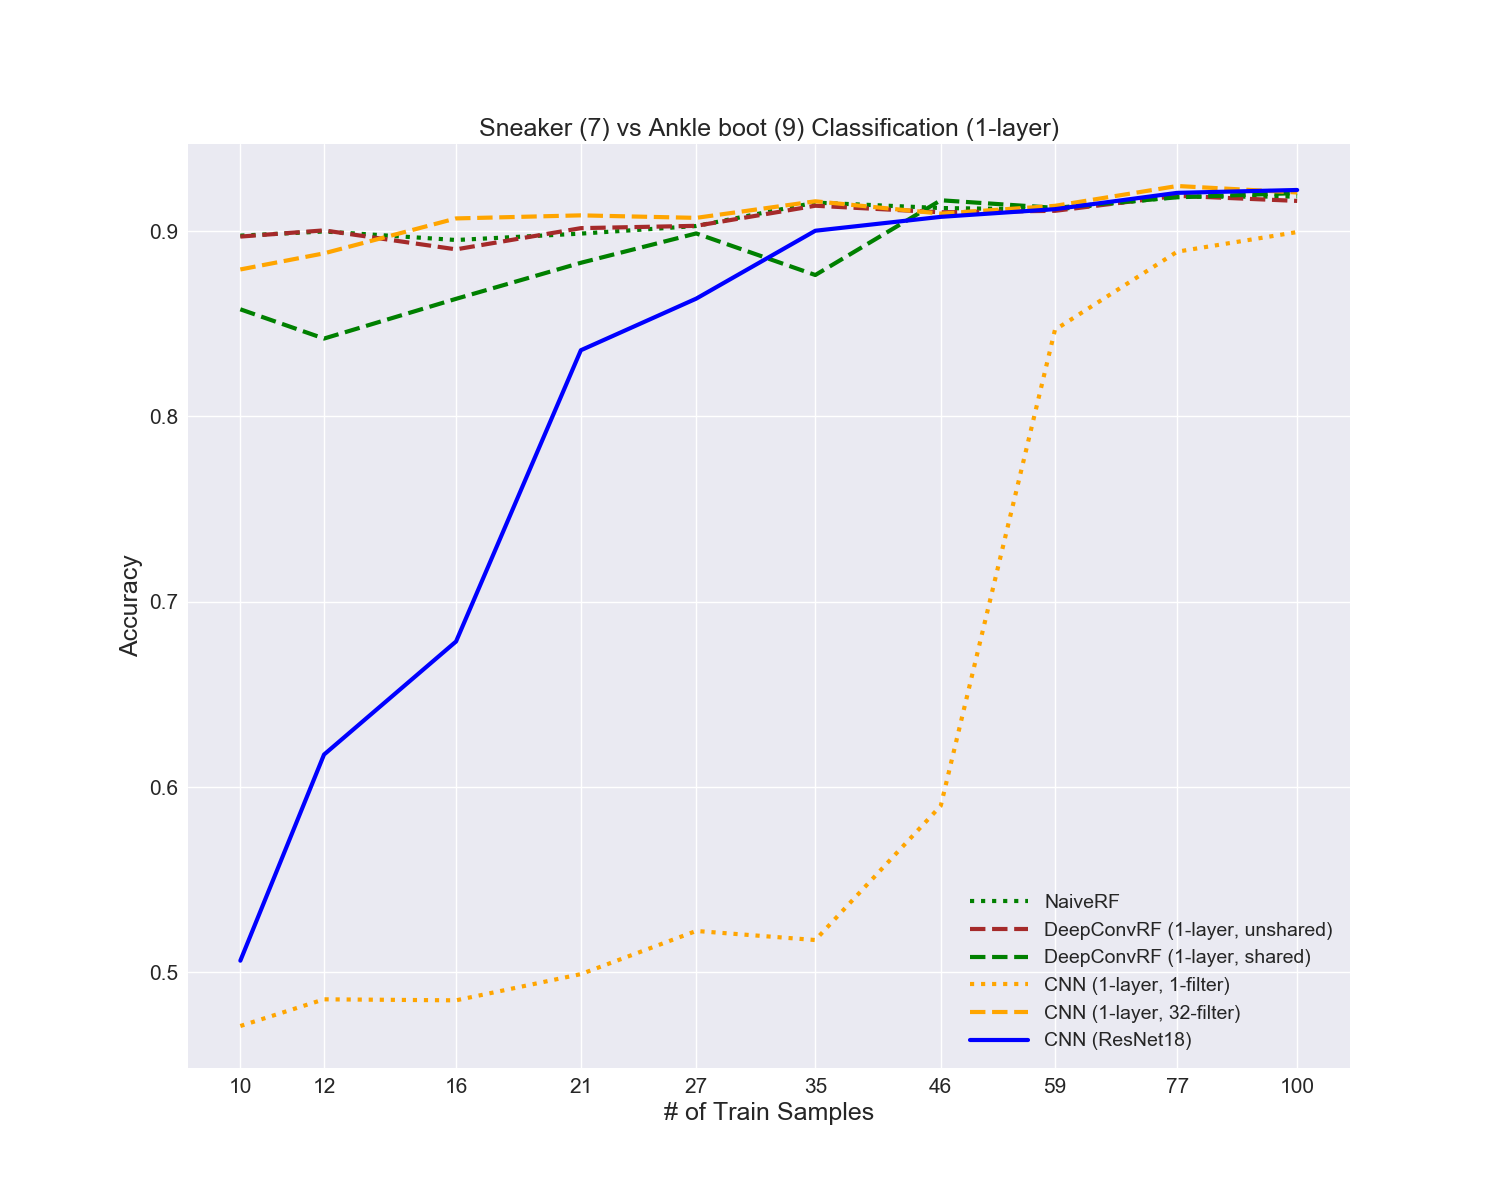 Sneaker (7) vs Ankle boot (9) Classification (1-layer)
Accuracy
0.9
0.8
0.7
0.6
0.5
NaiveRF
DeepConvRF (1-layer, unshared)
DeepConvRF (1-layer, shared)
CNN (1-layer, 1-filter)
CNN (1-layer, 32-filter)
CNN (ResNet18)
10 12 16 21 27 35 46 59 77 100
# of Train Samples